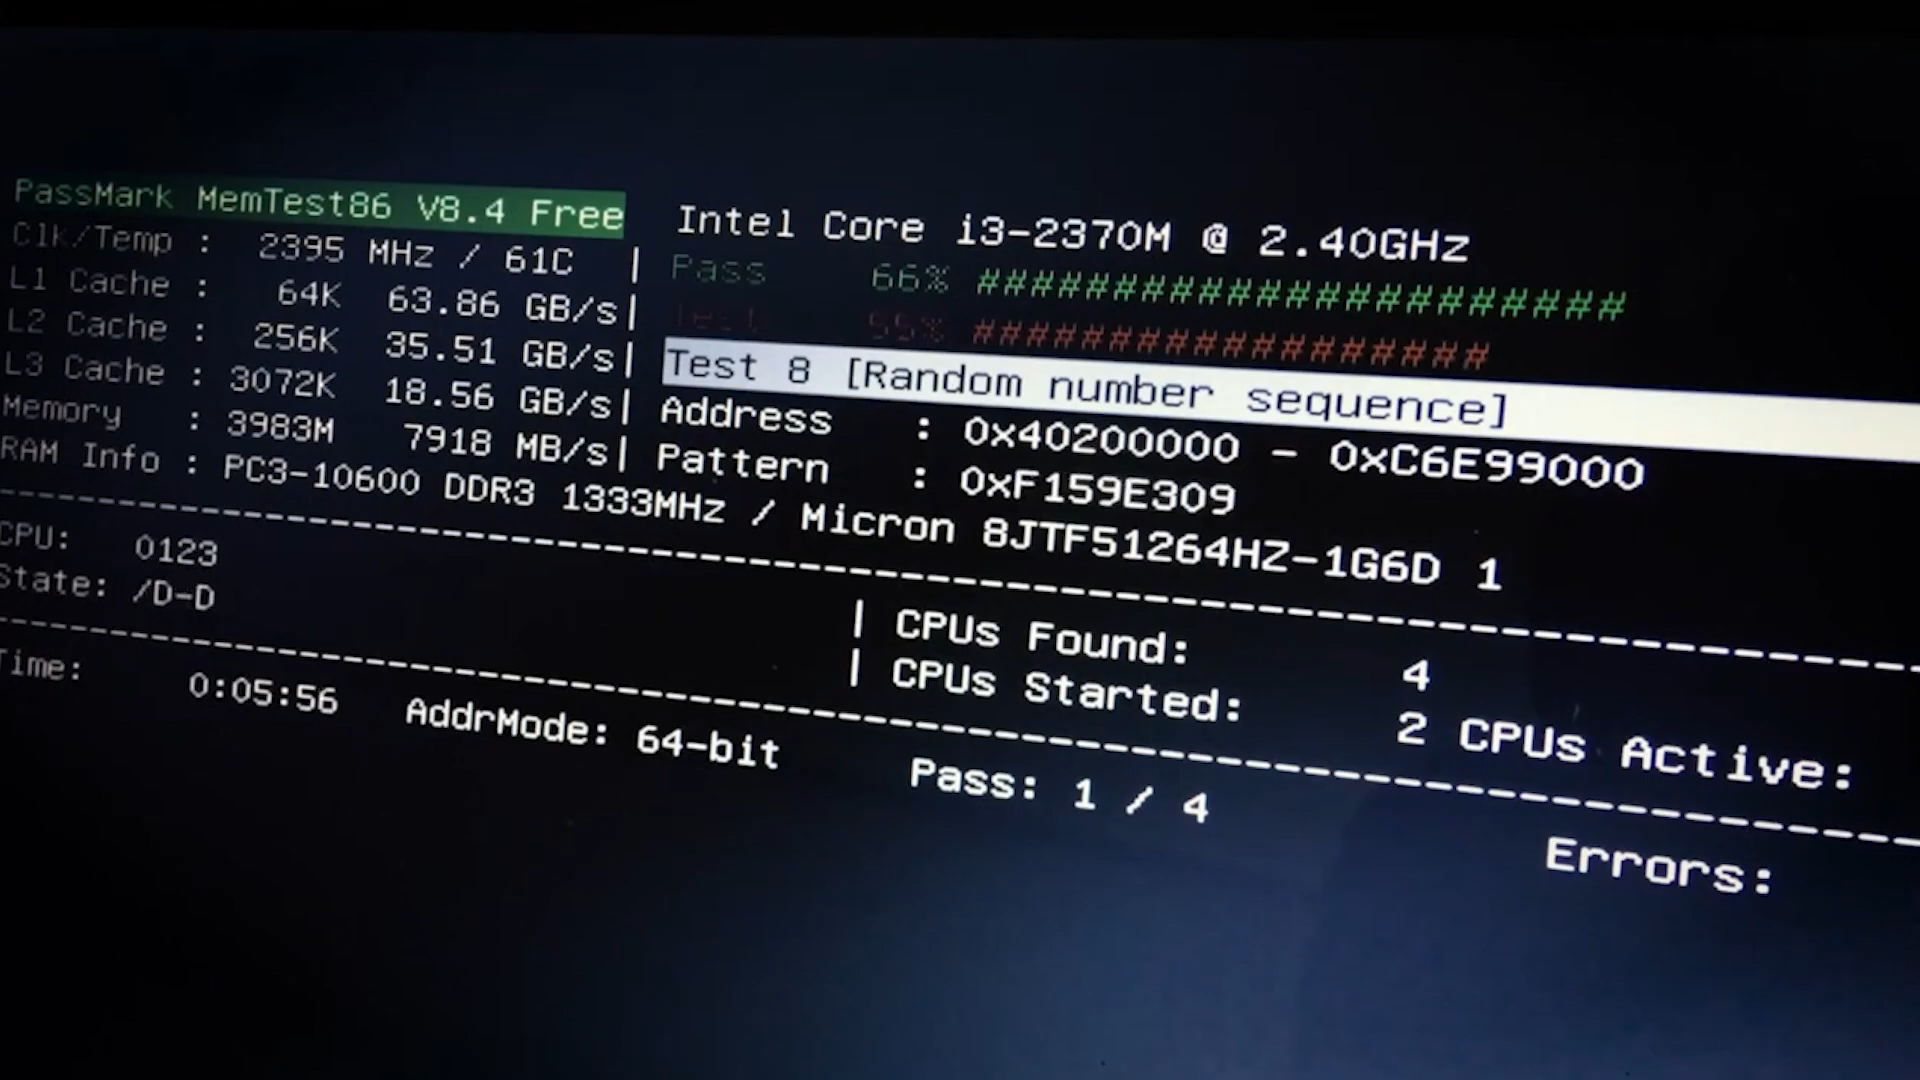 PassMark MemTest86 V8.4 Free Intel Core i3-2370M @ 2.40GHz
Clk/Temp : 2395 MHz / 61C | Pass 66% ########################
L1 Cache : 64K 63.86 GB/s| Test 55% ###################
L2 Cache : 256K 35.51 GB/s| Test 8 [Random number sequence]
L3 Cache : 3072K 18.56 GB/s| Address : 0x40200000 - 0xC6E99000
Memory : 3983M 7918 MB/s| Pattern : 0xF159E309
RAM Info : PC3-10600 DDR3 1333MHz / Micron 8JTF51264HZ-1G6D 1
CPU: 0123 | CPUs Found: 4
State: /D-D | CPUs Started: 2 CPUs Active:
Time: 0:05:56 AddrMode: 64-bit Pass: 1 / 4 Errors: